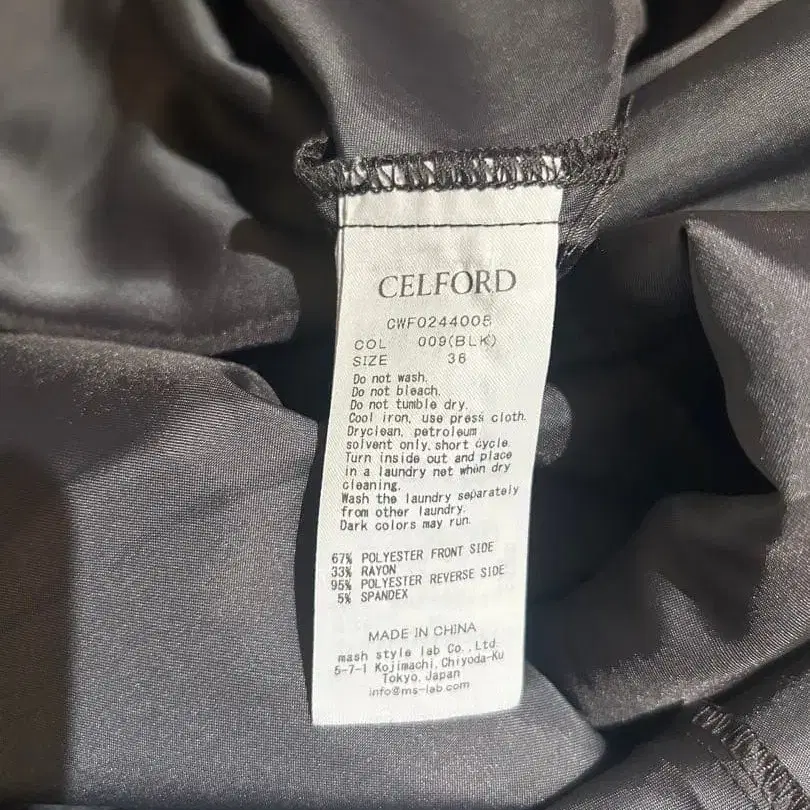 CELFORD
CWFO244008
COL 009(BLK)
SIZE 36
Do not wash.
Do not bleach.
Do not tumble dry.
Cool iron, use press cloth.
Dryclean, petroleum
solvent only, short cycle.
Turn inside out and place
in a laundry net when dry
cleaning.
Wash the laundry separately
from other laundry.
Dark colors may run.
67% POLYESTER FRONT SIDE
33% RAYON
95% POLYESTER REVERSE SIDE
5% SPANDEX
MADE IN CHINA
mash style lab Co.,Ltd.
5-7-1 Kojimachi, Chiyoda-Ku
Tokyo, Japan
info@ms-lab.com